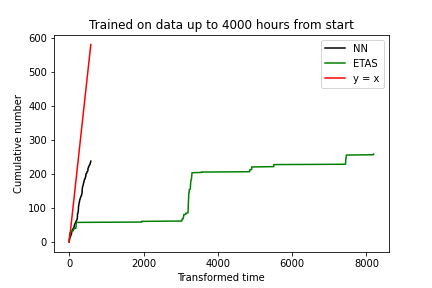 Trained on data up to 4000 hours from start
NN
ETAS
y = x
Cumulative number
600
500
400
300
200
100
0
0
2000
4000
6000
8000
Transformed time